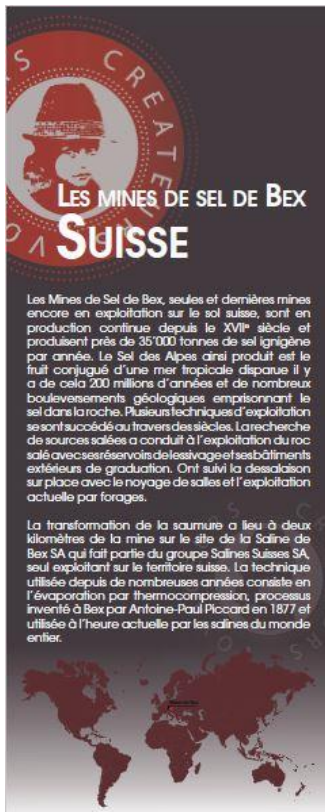 CREATEURS
VO
LES MINES DE SEL DE BEX
SUISSE
Les Mines de Sel de Bex, seules et dernières mines
encore en exploitation sur le sol suisse, sont en
production continue depuis le XVIIe siècle et
produisent près de 35'000 tonnes de sel ignigène
par année. Le Sel des Alpes ainsi produit est le
fruit conjugué d'une mer tropicale disparue il y
a de cela 200 millions d'années et de nombreux
bouleversements géologiques emprisonnant le
sel dans la roche. Plusieurs techniques d'exploitation
se sont succédé au travers des siècles. La recherche
de sources salées a conduit à l'exploitation du roc
salé avec ses réservoirs de lessivage et ses bâtiments
extérieurs de graduation. Ont suivi la dessalaison
sur place avec le noyage de salles et l'exploitation
actuelle par forages.
La transformation de la saumure a lieu à deux
kilomètres de la mine sur le site de la Saline de
Bex SA qui fait partie du groupe Salines Suisses SA,
seul exploitant sur le territoire suisse. La technique
utilisée depuis de nombreuses années consiste en
l'évaporation par thermocompression, processus
inventé à Bex par Antoine-Paul Piccard en 1877 et
utilisée à l'heure actuelle par les salines du monde
entier.